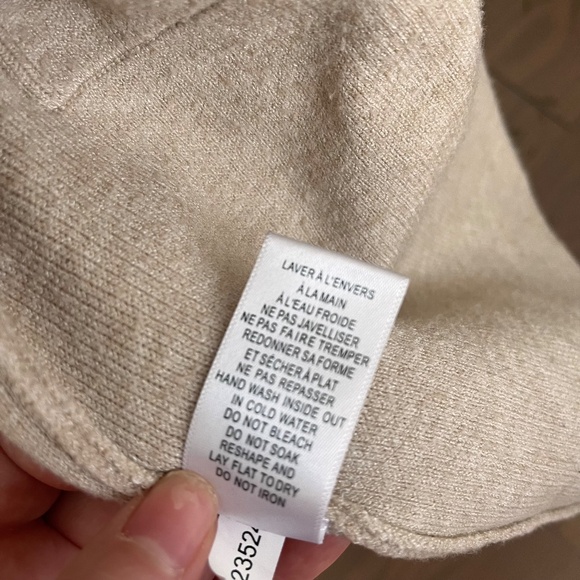 LAVER À L'ENVERS
À LA MAIN
À L'EAU FROIDE
NE PAS JAVELLISER
NE PAS FAIRE TREMPER
REDONNER SA FORME
ET SÉCHER À PLAT
NE PAS REPASSER
HAND WASH INSIDE OUT
IN COLD WATER
DO NOT BLEACH
DO NOT SOAK
RESHAPE AND
LAY FLAT TO DRY
DO NOT IRON
23524